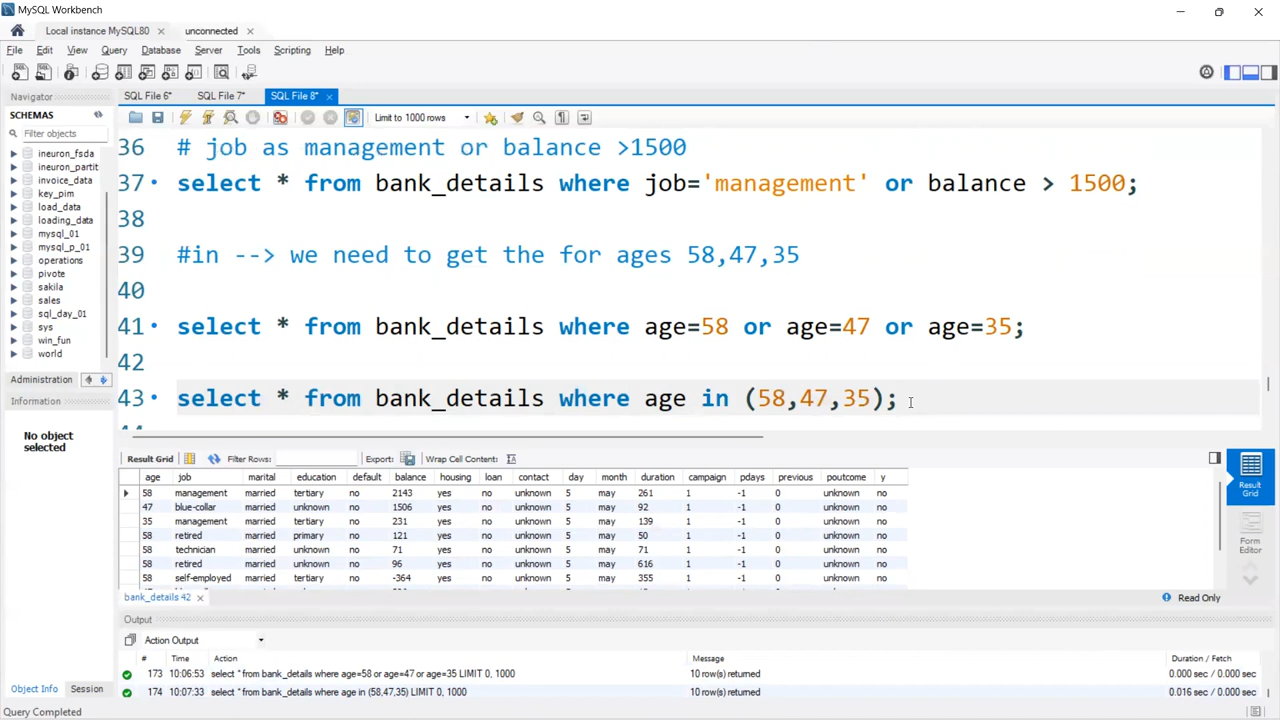 MySQL Workbench
Local instance MySQL80 × unconnected ×
File Edit View Query Database Server Tools Scripting Help
Navigator SQL File 6* SQL File 7* SQL File 8* ×
SCHEMAS
Limit to 1000 rows
Filter objects
ineuron_fsda
ineuron_partit
invoice_data
key_pim
load_data
loading_data
mysql_01
mysql_p_01
operations
pivote
sakila
sales
sql_day_01
sys
win_fun
world
Administration
Information
No object
selected
36 # job as management or balance >1500
37 select * from bank_details where job='management' or balance > 1500;
38
39 #in --> we need to get the for ages 58,47,35
40
41 select * from bank_details where age=58 or age=47 or age=35;
42
43 select * from bank_details where age in (58,47,35);
Result Grid Filter Rows: Export: Wrap Cell Content:
age job marital education default balance housing loan contact day month duration campaign pdays previous poutcome y
58 management married tertiary no 2143 yes no unknown 5 may 261 1 -1 0 unknown no
47 blue-collar married unknown no 1506 yes no unknown 5 may 92 1 -1 0 unknown no
35 management married tertiary no 231 yes no unknown 5 may 139 1 -1 0 unknown no
58 retired married primary no 121 yes no unknown 5 may 50 1 -1 0 unknown no
58 technician married unknown no 71 yes no unknown 5 may 71 1 -1 0 unknown no
58 retired married unknown no 96 yes no unknown 5 may 616 1 -1 0 unknown no
58 self-employed married tertiary no -364 yes no unknown 5 may 355 1 -1 0 unknown no
Result
Grid
Form
Editor
bank_details 42 × Read Only
Output
Action Output
# Time Action Message Duration / Fetch
173 10:06:53 select * from bank_details where age=58 or age=47 or age=35 LIMIT 0, 1000 10 row(s) returned 0.000 sec / 0.000 sec
174 10:07:33 select * from bank_details where age in (58,47,35) LIMIT 0, 1000 10 row(s) returned 0.016 sec / 0.000 sec
Object Info Session
Query Completed